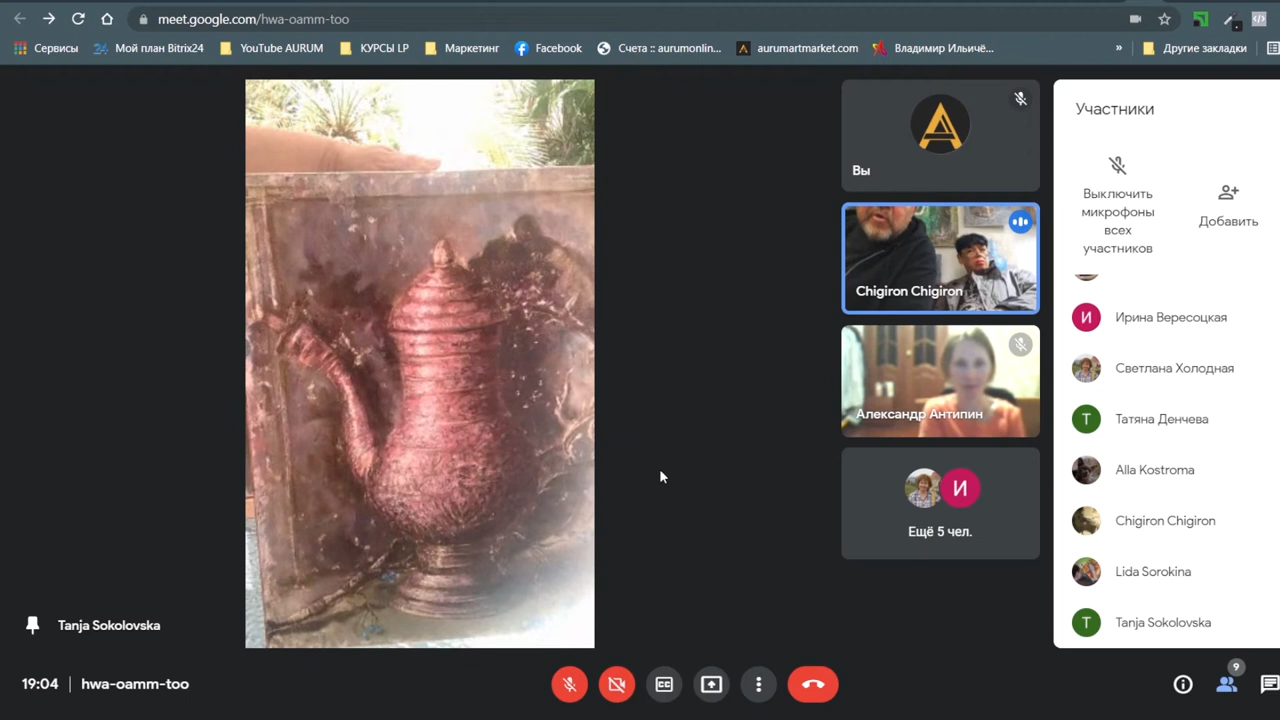 meet.google.com/hwa-oamm-too
Сервисы
24 Мой план Bitrix24
YouTube AURUM
КУРСЫ LP
Маркетинг
Facebook
Счета :: aurumonlin...
aurumartmarket.com
Владимир Ильичё...
»
Другие закладки
Вы
Chigiron Chigiron
Александр Антипин
И
Ещё 5 чел.
Участники
Выключить
микрофоны
всех
участников
Добавить
И Ирина Вересоцкая
Светлана Холодная
Т Татяна Денчева
Alla Kostroma
Chigiron Chigiron
Lida Sorokina
T Tanja Sokolovska
Tanja Sokolovska
19:04 | hwa-oamm-too
CC
9